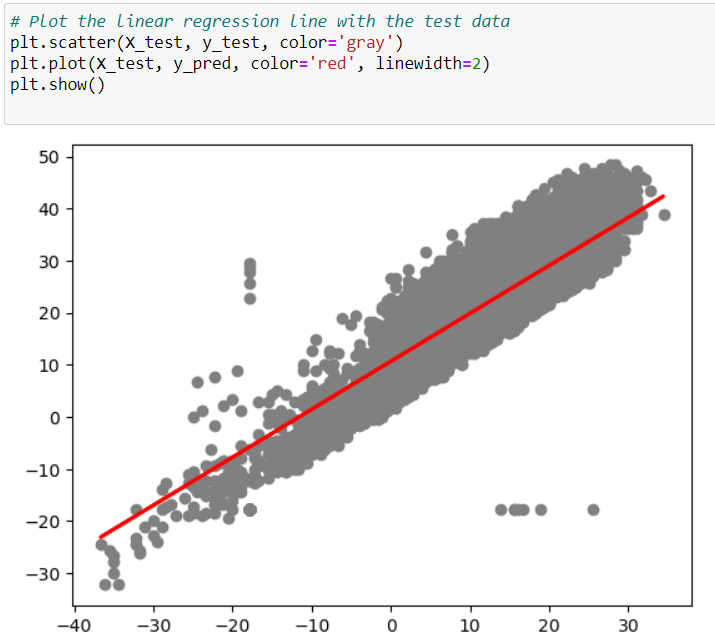 # Plot the linear regression line with the test data
plt.scatter(X_test, y_test, color='gray')
plt.plot(X_test, y_pred, color='red', linewidth=2)
plt.show()
50
40
30
20
10
0
−10
−20
−30
−40 −30 −20 −10 0 10 20 30